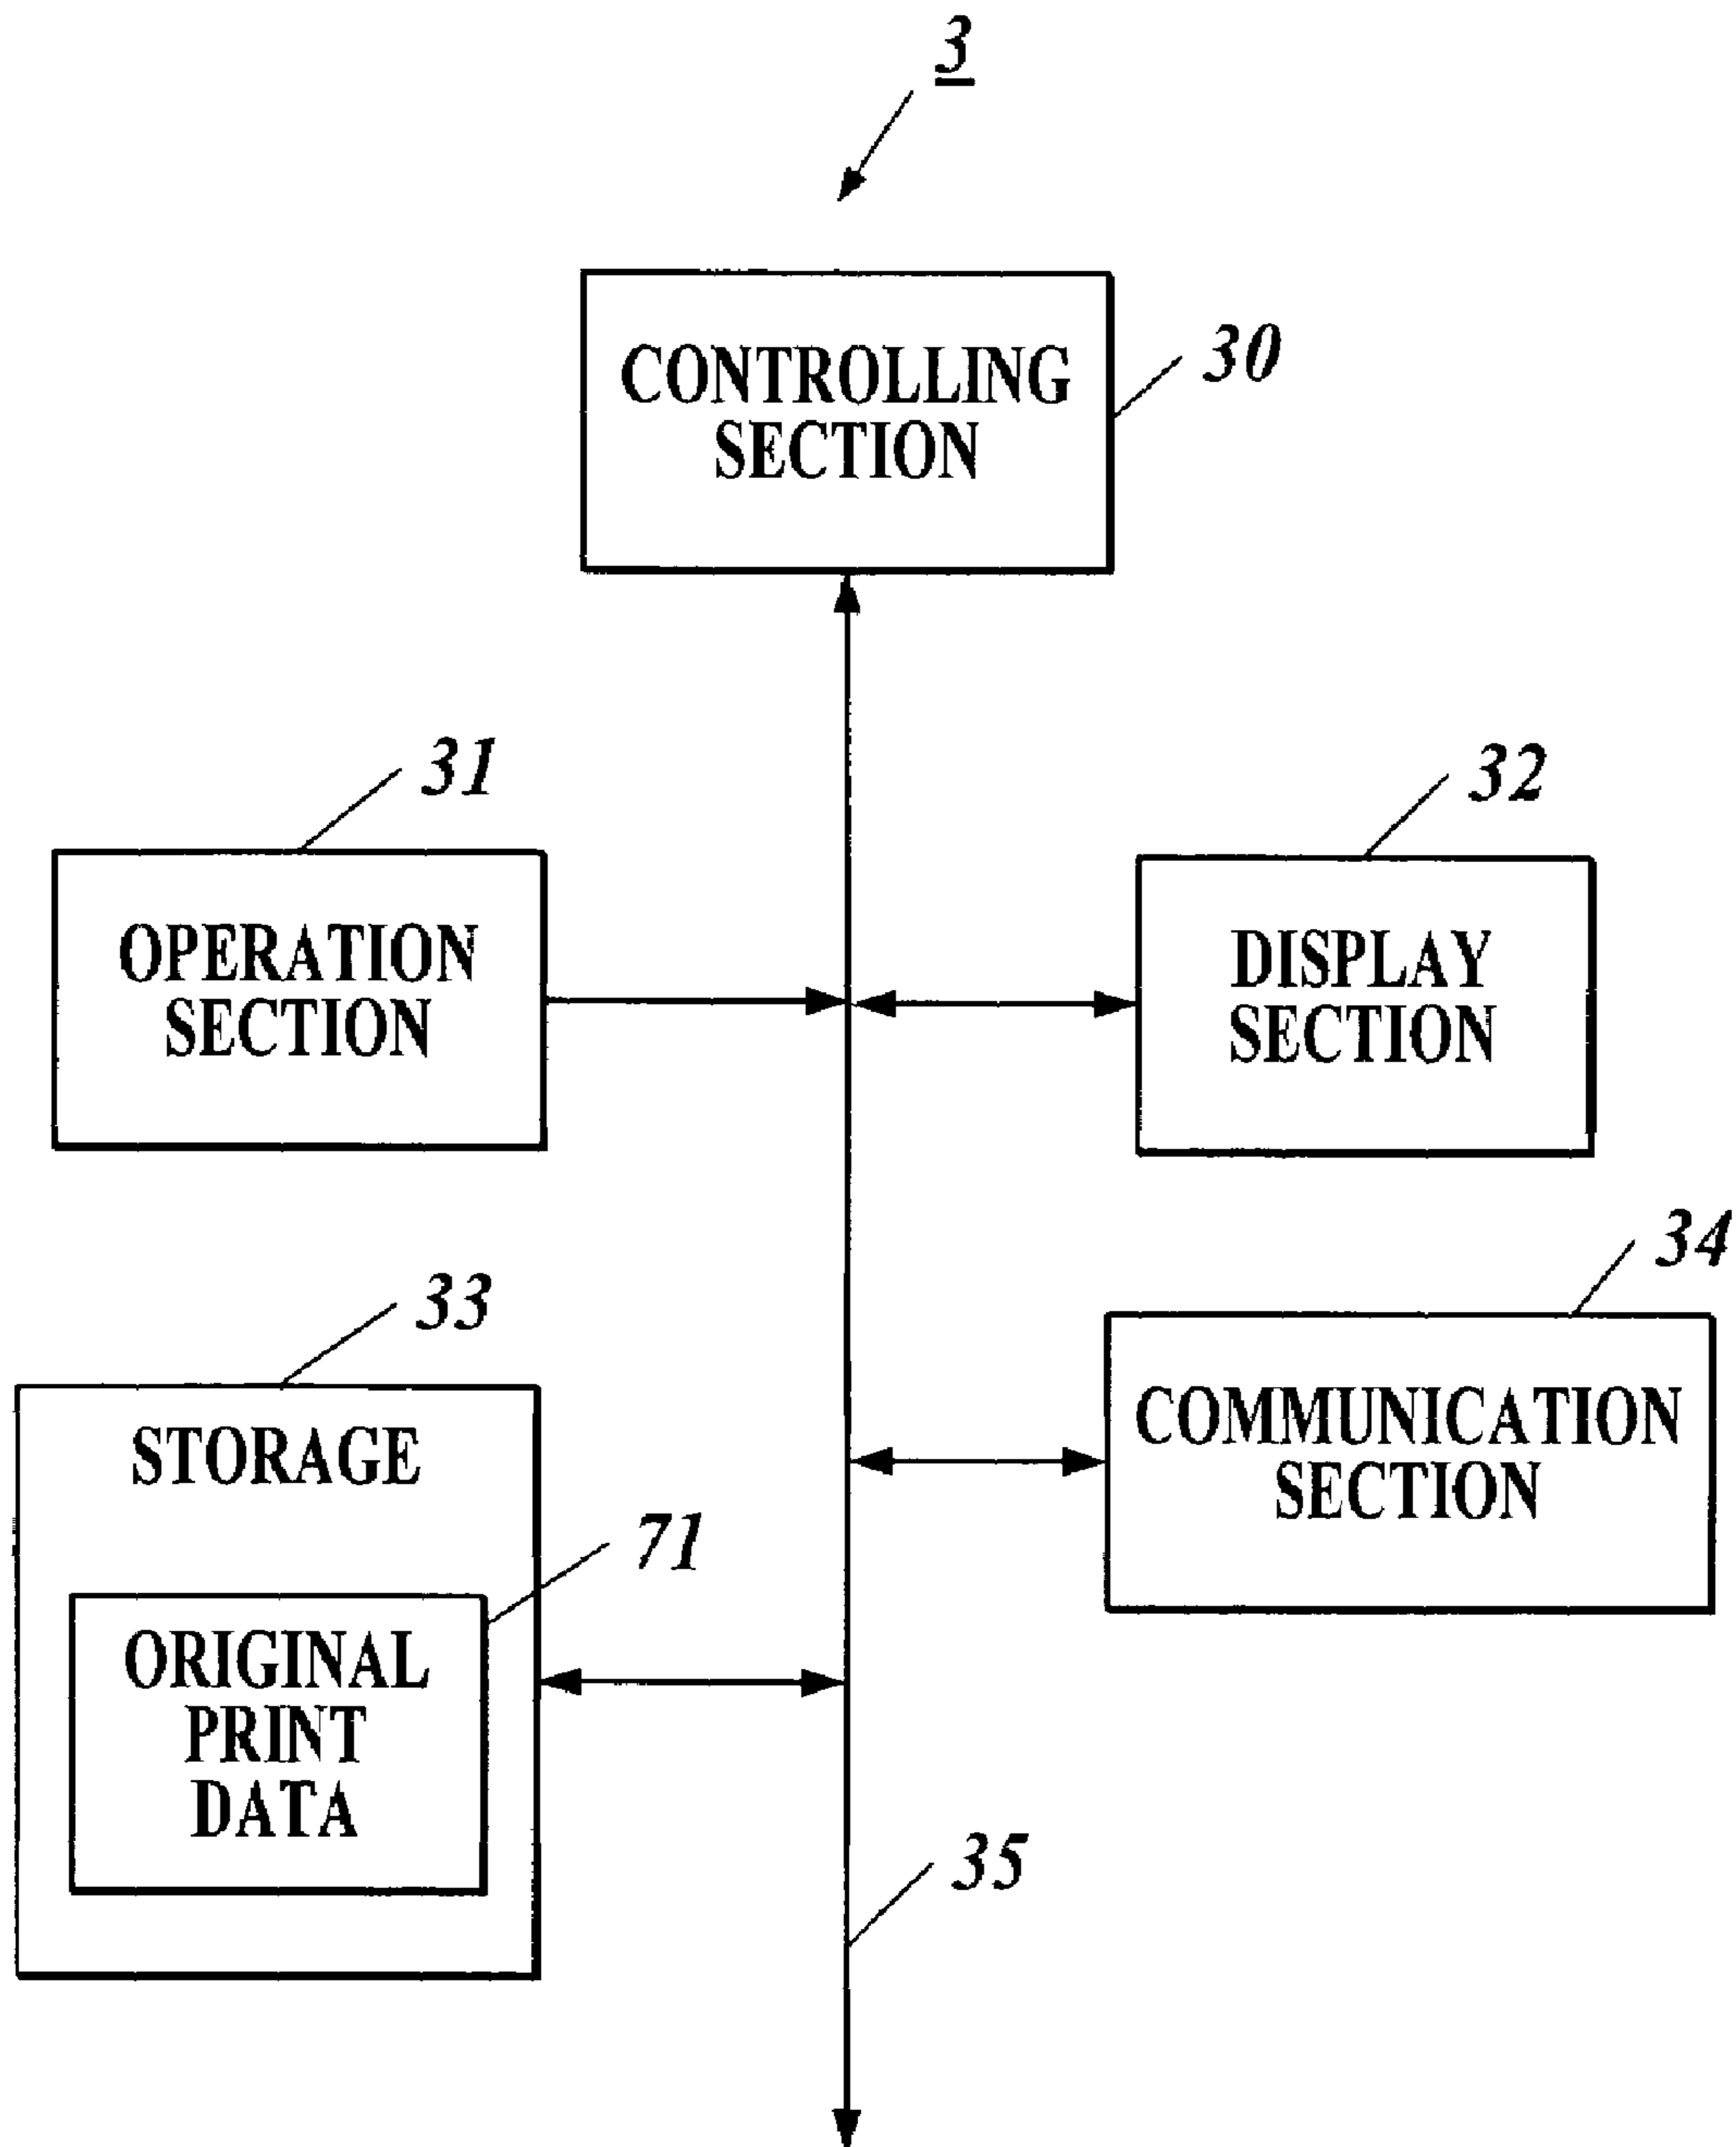 3
CONTROLLING
SECTION
30
31
32
OPERATION
SECTION
DISPLAY
SECTION
33
34
STORAGE
COMMUNICATION
SECTION
71
ORIGINAL
PRINT
DATA
35